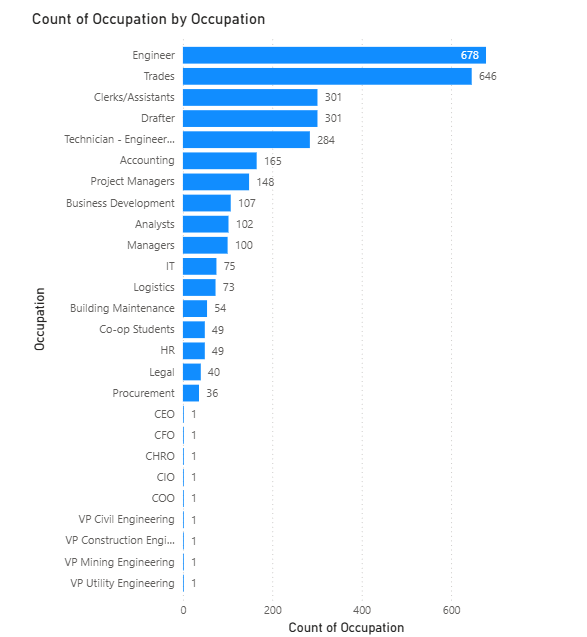 Count of Occupation by Occupation
Engineer 678
Trades 646
Clerks/Assistants 301
Drafter 301
Technician - Engineer... 284
Accounting 165
Project Managers 148
Business Development 107
Analysts 102
Managers 100
IT 75
Logistics 73
Building Maintenance 54
Co-op Students 49
HR 49
Legal 40
Procurement 36
CEO 1
CFO 1
CHRO 1
CIO 1
COO 1
VP Civil Engineering 1
VP Construction Engi... 1
VP Mining Engineering 1
VP Utility Engineering 1
Occupation
0 200 400 600
Count of Occupation